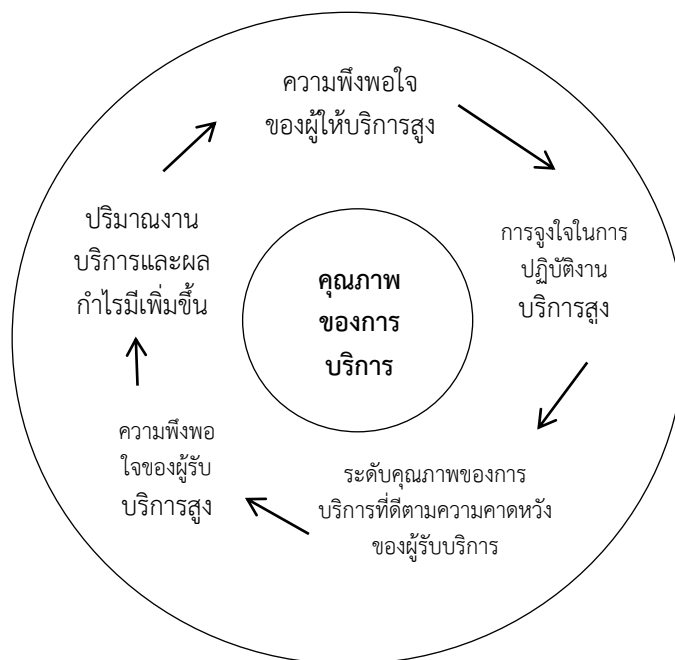 ความพึงพอใจ
ของผู้ให้บริการสูง
การจูงใจในการ
ปฏิบัติงาน
บริการสูง
ระดับคุณภาพของการ
บริการที่ดีตามความคาดหวัง
ของผู้รับบริการ
ความพึงพอ
ใจของผู้รับ
บริการสูง
ปริมาณงาน
บริการและผล
กำไรมีเพิ่มขึ้น
คุณภาพ
ของการ
บริการ